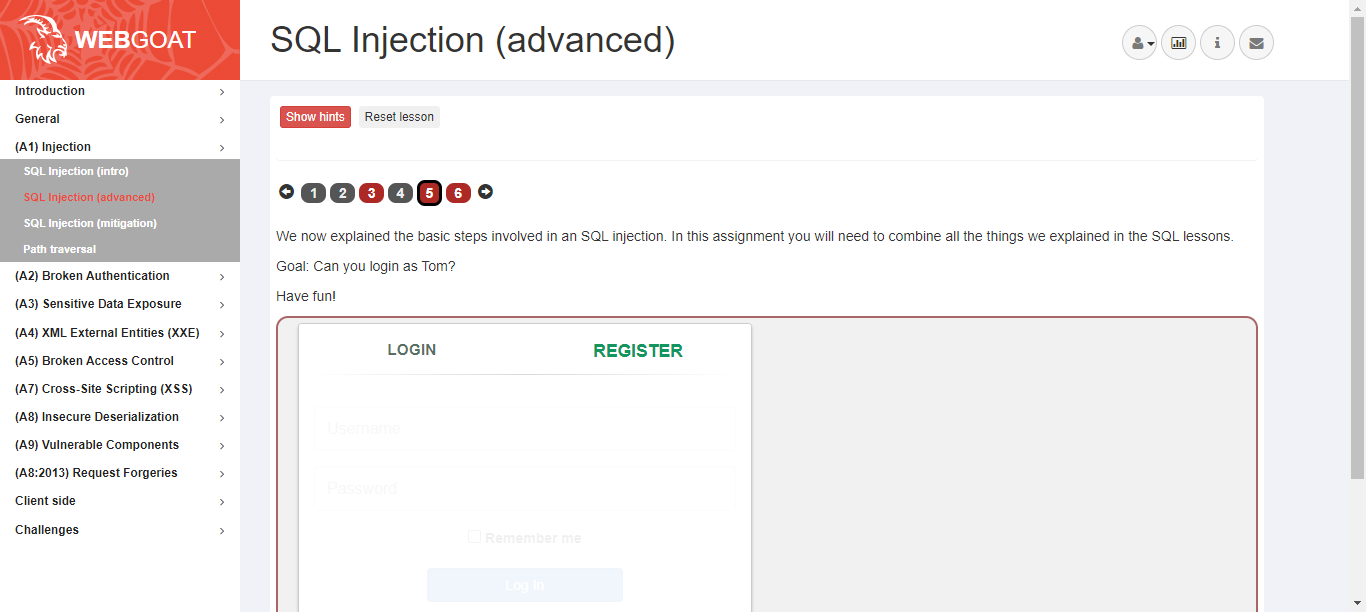 WEBGOAT
SQL Injection (advanced)
Introduction
General
(A1) Injection
SQL Injection (intro)
SQL Injection (advanced)
SQL Injection (mitigation)
Path traversal
(A2) Broken Authentication
(A3) Sensitive Data Exposure
(A4) XML External Entities (XXE)
(A5) Broken Access Control
(A7) Cross-Site Scripting (XSS)
(A8) Insecure Deserialization
(A9) Vulnerable Components
(A8:2013) Request Forgeries
Client side
Challenges
Show hints Reset lesson
1 2 3 4 5 6
We now explained the basic steps involved in an SQL injection. In this assignment you will need to combine all the things we explained in the SQL lessons.
Goal: Can you login as Tom?
Have fun!
LOGIN REGISTER
Username
Password
Remember me
Log In